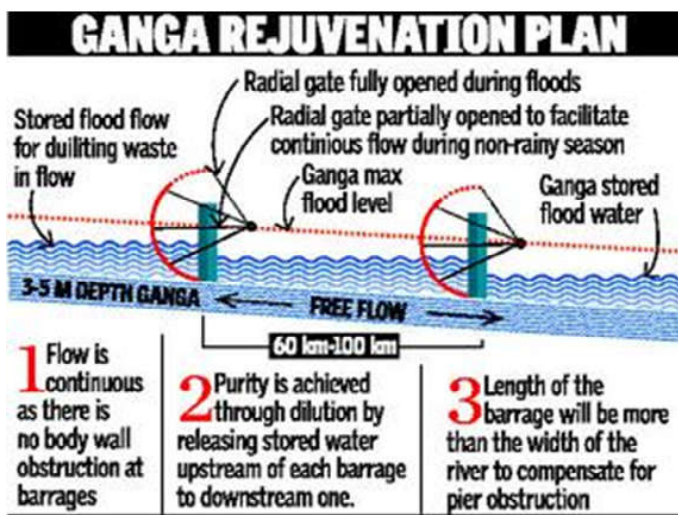 GANGA REJUVENATION PLAN
Radial gate fully opened during floods
Stored flood flow
for duiliting waste
in flow
Radial gate partially opened to facilitate
continious flow during non-rainy season
Ganga max
flood level
Ganga stored
flood water
3-5 M DEPTH GANGA
FREE FLOW
60 km-100 km
1 Flow is
continuous
as there is
no body wall
obstruction at
barrages
2 Purity is achieved
through dilution by
releasing stored water
upstream of each barrage
to downstream one.
3 Length of the
barrage will be more
than the width of the
river to compensate for
pier obstruction